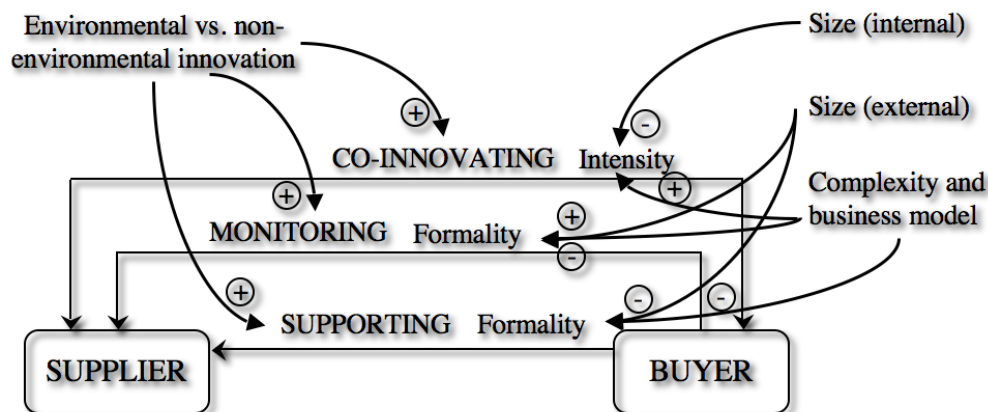 Environmental vs. non-
environmental innovation
Size (internal)
+
-
Size (external)
CO-INNOVATING Intensity
+
+
Complexity and
business model
+
MONITORING Formality
-
+
-
-
SUPPORTING Formality
SUPPLIER
BUYER